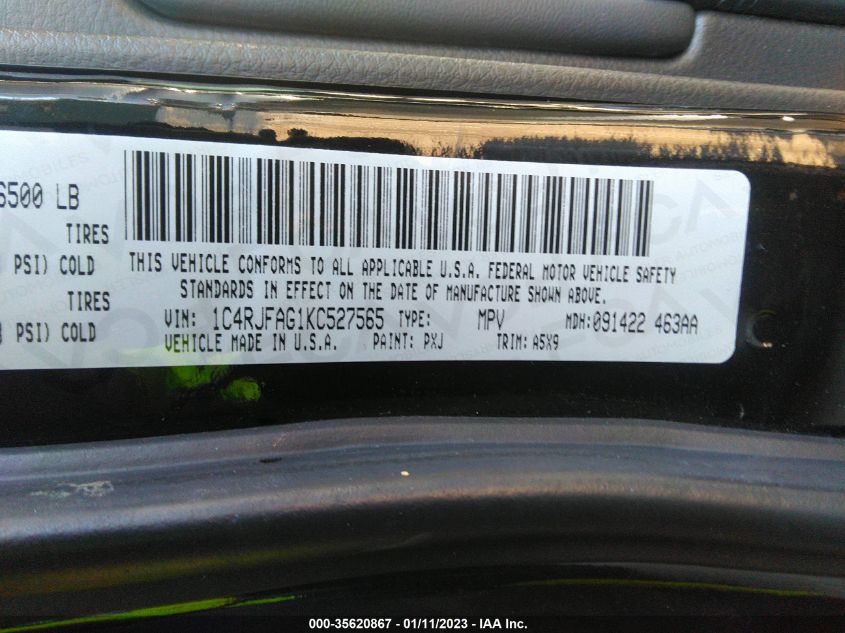 6500 LB
TIRES
PSI) COLD
TIRES
PSI) COLD
THIS VEHICLE CONFORMS TO ALL APPLICABLE U.S.A. FEDERAL MOTOR VEHICLE SAFETY
STANDARDS IN EFFECT ON THE DATE OF MANUFACTURE SHOWN ABOVE.
VIN: 1C4RJFAG1KC527565 TYPE: MPV MDH:091422 463AA
VEHICLE MADE IN U.S.A. PAINT: PXJ TRIM: A5X9
000-35620867 - 01/11/2023 - IAA Inc.